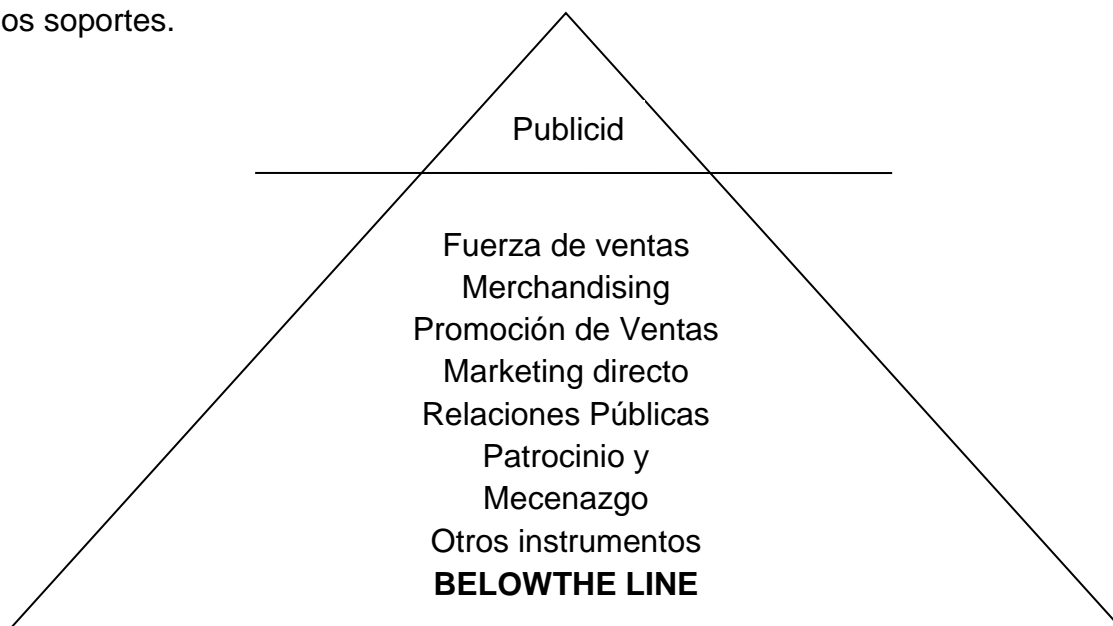 os soportes.
Publicid
Fuerza de ventas
Merchandising
Promoción de Ventas
Marketing directo
Relaciones Públicas
Patrocinio y
Mecenazgo
Otros instrumentos
BELOWTHE LINE